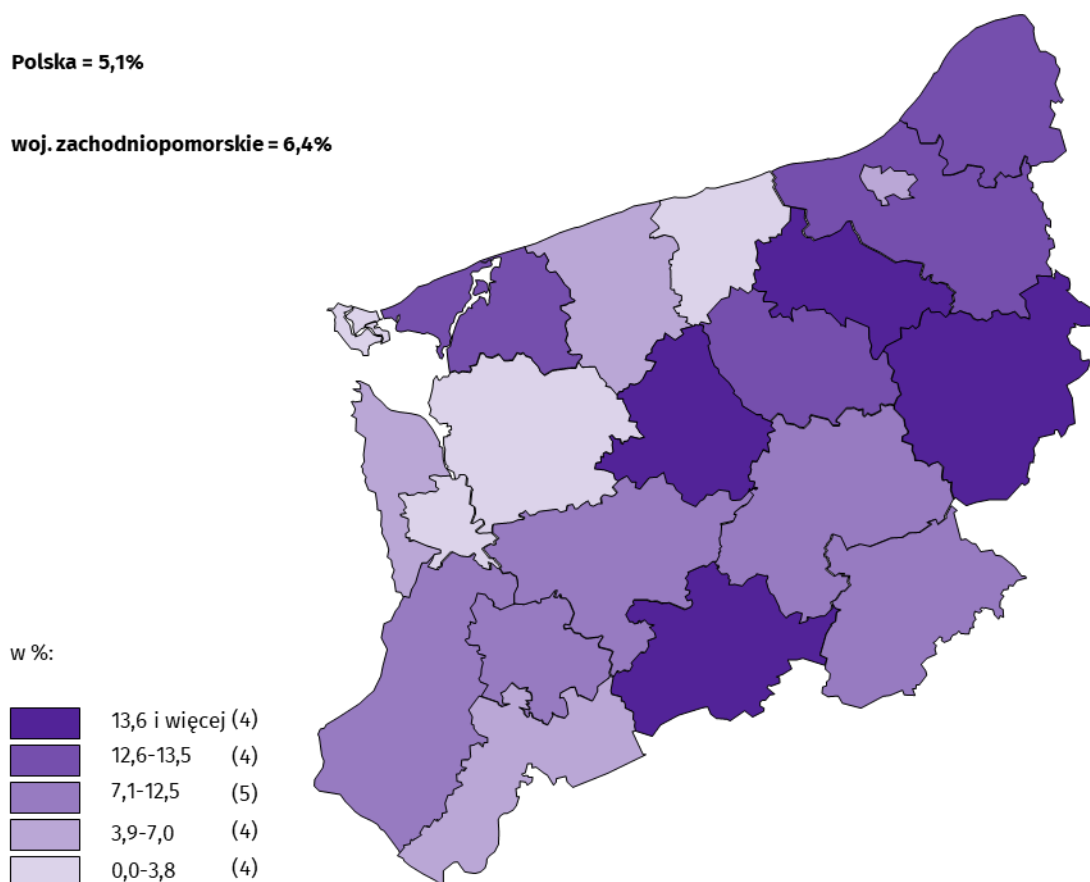 Polska = 5,1%
woj. zachodniopomorskie = 6,4%
w %:
13,6 i więcej (4)
12,6-13,5 (4)
7,1-12,5 (5)
3,9-7,0 (4)
0,0-3,8 (4)